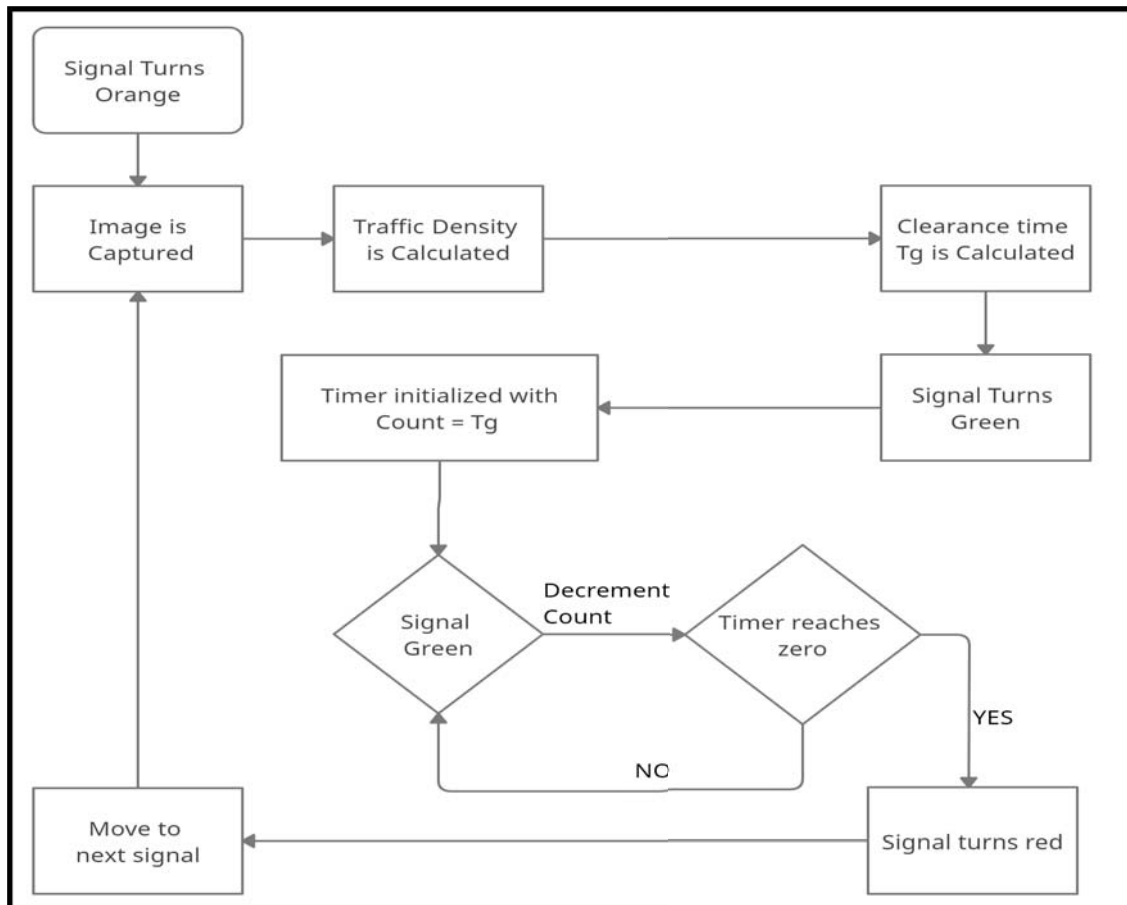 Signal Turns
Orange
Image is
Captured
Traffic Density
is Calculated
Clearance time
Tg is Calculated
Signal Turns
Green
Timer initialized with
Count = Tg
Signal
Green
Decrement
Count
Timer reaches
zero
YES
NO
Signal turns red
Move to
next signal